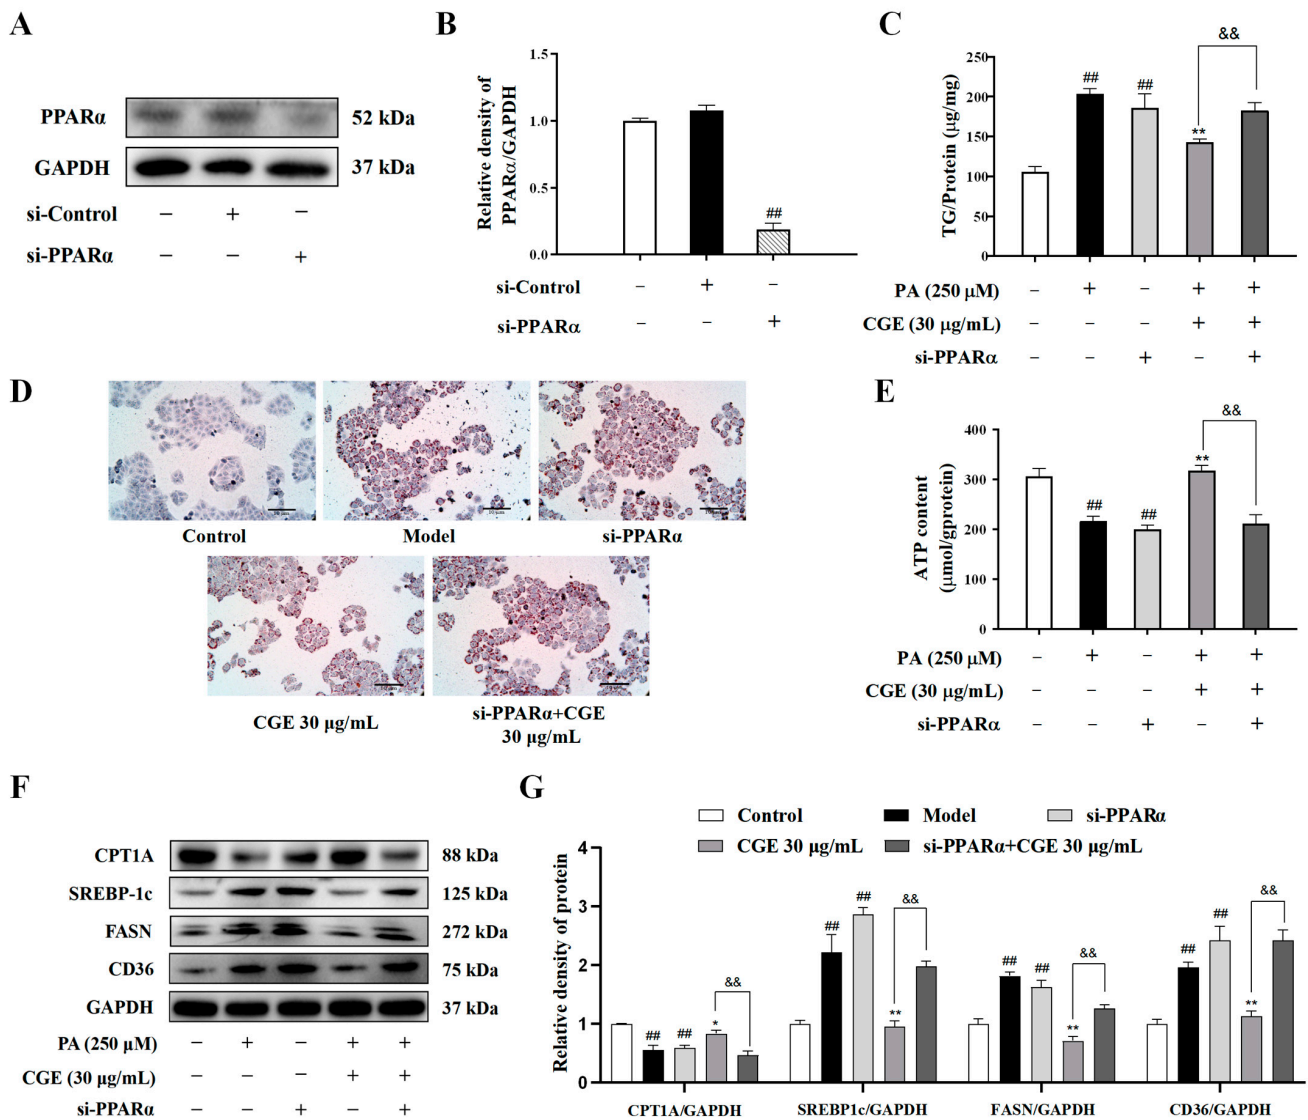 A
PPARα 52 kDa
GAPDH 37 kDa
si-Control – + –
si-PPARα – – +
B
Relative density of
PPARα/GAPDH
1.5
1.0
0.5
0.0
##
si-Control – + –
si-PPARα – – +
C
TG/Protein (μg/mg)
250
200
150
100
50
0
## ## ** &&
PA (250 μM) – + – + +
CGE (30 μg/mL) – – – + +
si-PPARα – – + – +
D
Control Model si-PPARα
CGE 30 μg/mL si-PPARα+CGE
30 μg/mL
E
ATP content
(μmol/gprotein)
400
300
200
100
0
## ## ** &&
PA (250 μM) – + – + +
CGE (30 μg/mL) – – – + +
si-PPARα – – + – +
F
CPT1A 88 kDa
SREBP-1c 125 kDa
FASN 272 kDa
CD36 75 kDa
GAPDH 37 kDa
PA (250 μM) – + – + +
CGE (30 μg/mL) – – – + +
si-PPARα – – + – +
G
Control Model si-PPARα
CGE 30 μg/mL si-PPARα+CGE 30 μg/mL
Relative density of protein
4
3
2
1
0
## ## * &&
## ## ** &&
## ## ** &&
## ## ** &&
CPT1A/GAPDH SREBP1c/GAPDH FASN/GAPDH CD36/GAPDH